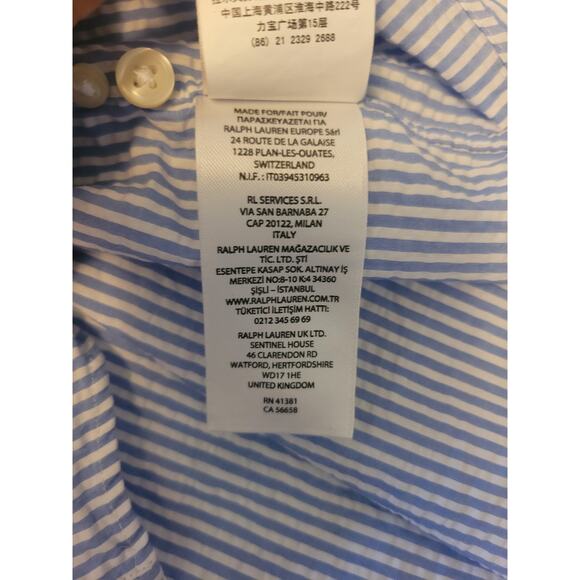 中国上海黄浦区淮海中路222号
力宝广场第15层
(86) 21 2329 2688
MADE FOR/FAIT POUR/
ΠΑΡΑΣΚΕΥΑΖΕΤΑΙ ΓΙΑ
RALPH LAUREN EUROPE Sàrl
24 ROUTE DE LA GALAISE
1228 PLAN-LES-OUATES,
SWITZERLAND
N.I.F. : IT03945310963
RL SERVICES S.R.L.
VIA SAN BARNABA 27
CAP 20122, MILAN
ITALY
RALPH LAUREN MAĞAZACILIK VE
TİC. LTD. ŞTİ
ESENTEPE KASAP SOK. ALTINAY İŞ
MERKEZİ NO:8-10 K:4 34360
ŞİŞLİ – İSTANBUL
WWW.RALPHLAUREN.COM.TR
TÜKETİCİ İLETİŞİM HATTI:
0212 345 69 69
RALPH LAUREN UK LTD.
SENTINEL HOUSE
46 CLARENDON RD
WATFORD, HERTFORDSHIRE
WD17 1HE
UNITED KINGDOM
RN 41381
CA 56658